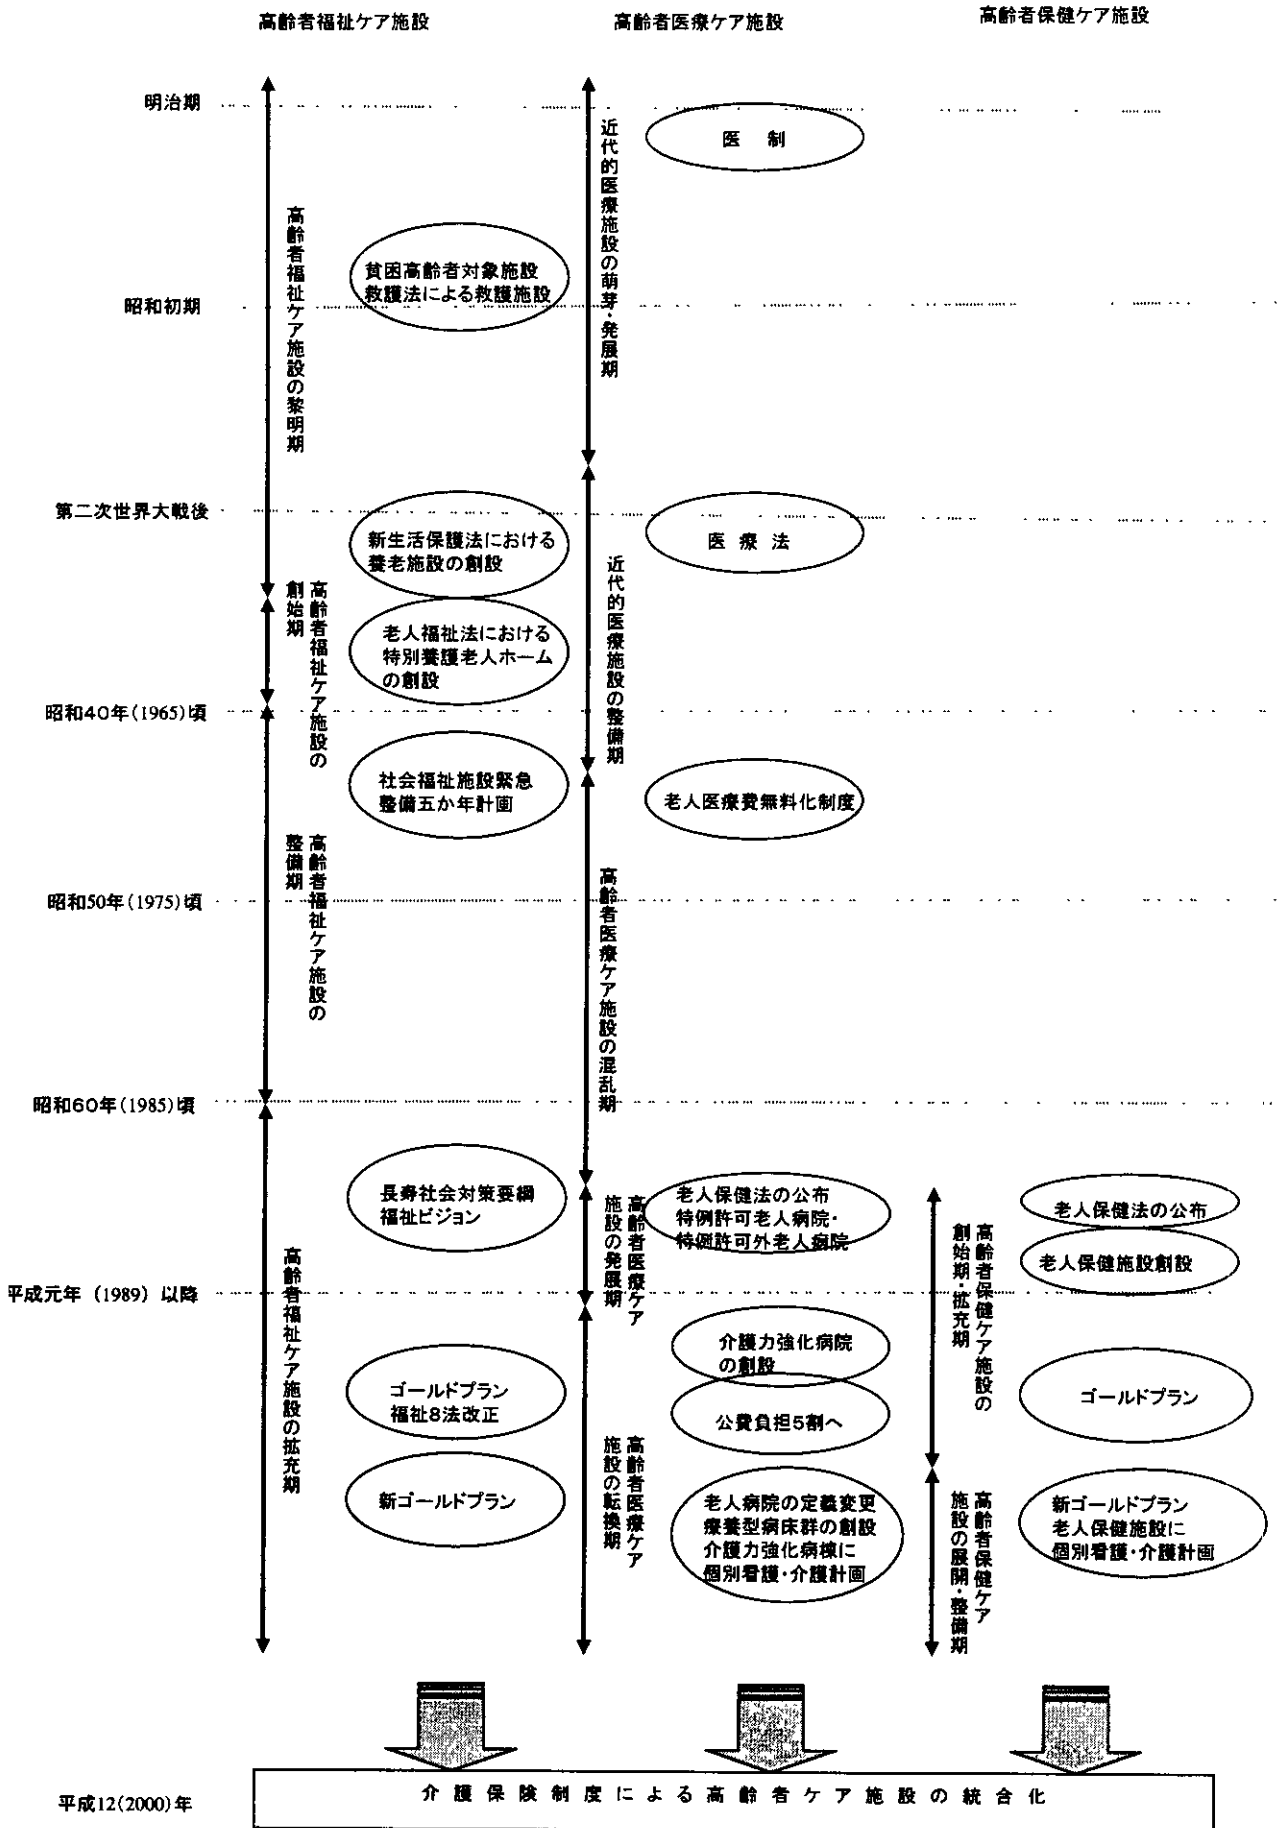 高齢者福祉ケア施設
高齢者医療ケア施設
高齢者保健ケア施設
明治期
医 制
近代的医療施設の萌芽・発展期
高齢者福祉ケア施設の黎明期
貧困高齢者対象施設
救護法による救護施設
昭和初期
第二次世界大戦後
新生活保護法における
養老施設の創設
医 療 法
近代的医療施設の整備期
高齢者福祉ケア施設の
創始期
老人福祉法における
特別養護老人ホーム
の創設
昭和40年(1965)頃
社会福祉施設緊急
整備五か年計画
老人医療費無料化制度
高齢者福祉ケア施設の
整備期
高齢者医療ケア施設の混乱期
昭和50年(1975)頃
昭和60年(1985)頃
長寿社会対策要綱
福祉ビジョン
高齢者医療ケア
施設の発展期
老人保健法の公布
特例許可老人病院・
特例許可外老人病院
高齢者保健ケア施設の
創始期・拡充期
老人保健法の公布
老人保健施設創設
平成元年 (1989) 以降
高齢者福祉ケア施設の拡充期
介護力強化病院
の創設
ゴールドプラン
福祉8法改正
公費負担5割へ
ゴールドプラン
高齢者医療ケア
施設の転換期
新ゴールドプラン
老人病院の定義変更
療養型病床群の創設
介護力強化病棟に
個別看護・介護計画
高齢者保健ケア
施設の展開・整備期
新ゴールドプラン
老人保健施設に
個別看護・介護計画
平成12(2000)年
介護保険制度による高齢者ケア施設の統合化